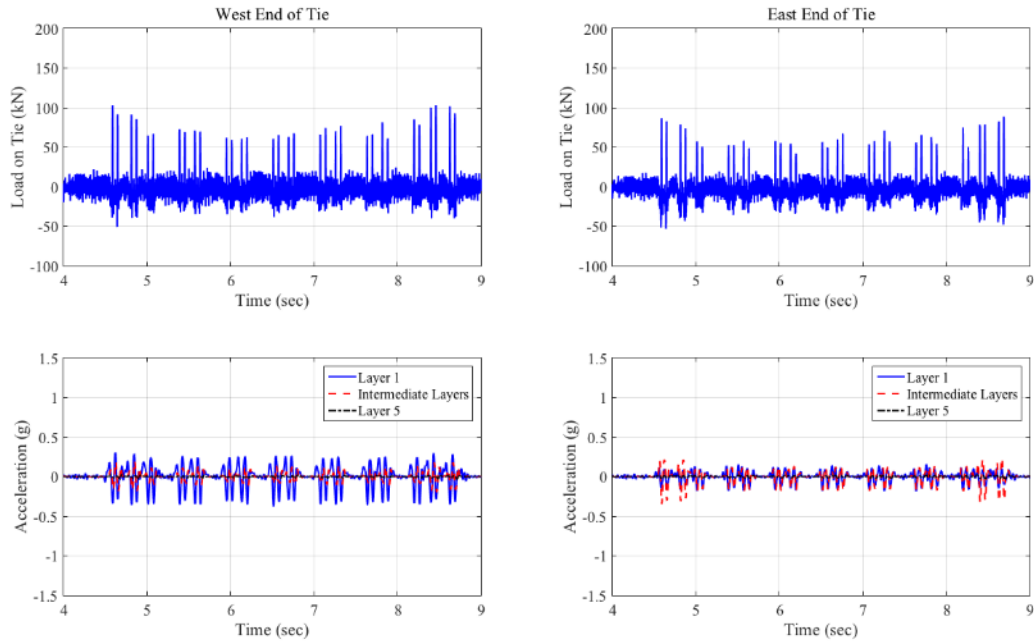 West End of Tie
200
150
100
50
0
-50
-100
4 5 6 7 8 9
Load on Tie (kN)
Time (sec)
East End of Tie
200
150
100
50
0
-50
-100
4 5 6 7 8 9
Load on Tie (kN)
Time (sec)
1.5
1
0.5
0
-0.5
-1
-1.5
4 5 6 7 8 9
Acceleration (g)
Time (sec)
Layer 1
Intermediate Layers
Layer 5
1.5
1
0.5
0
-0.5
-1
-1.5
4 5 6 7 8 9
Acceleration (g)
Time (sec)
Layer 1
Intermediate Layers
Layer 5